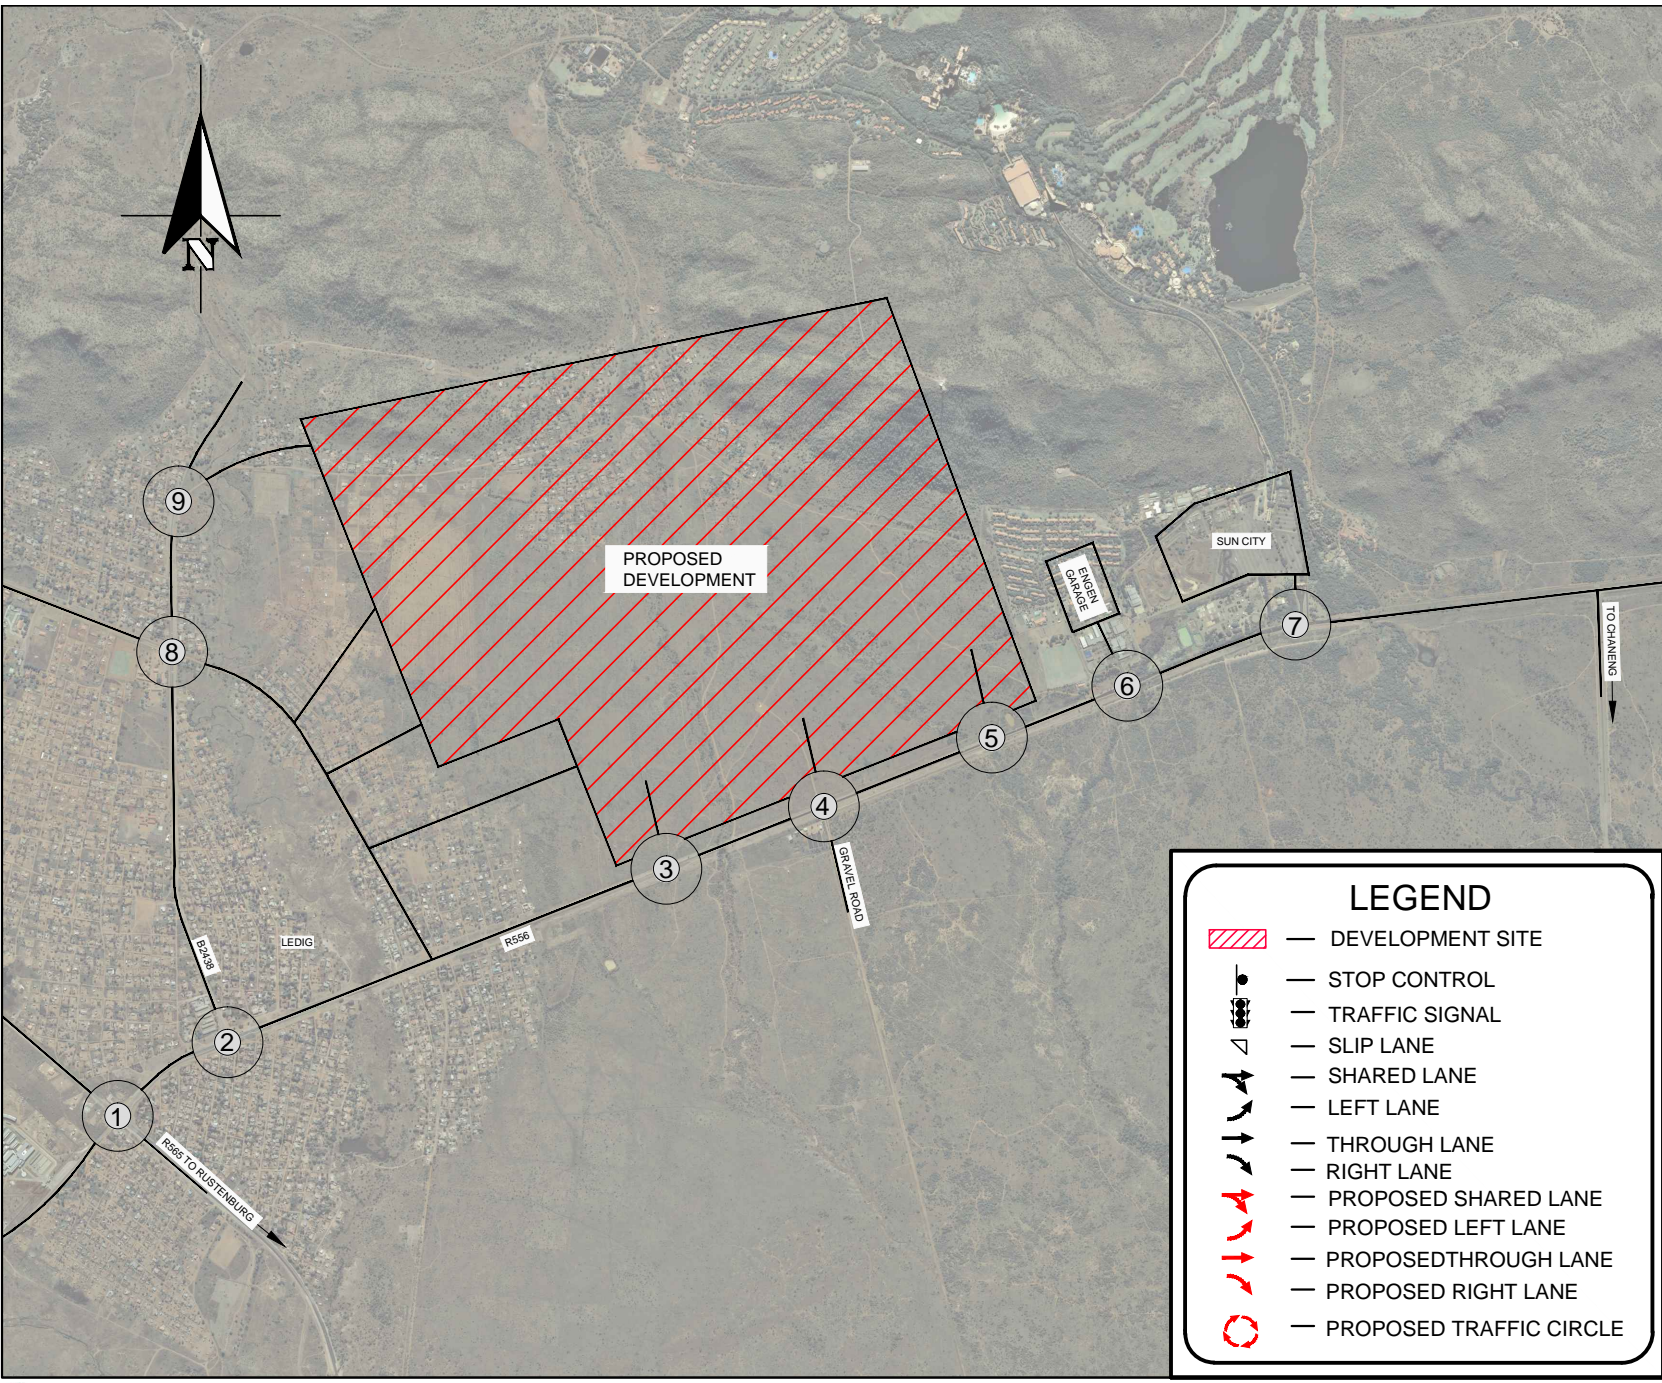 N
PROPOSED
DEVELOPMENT
SUN CITY
ENGEN
GARAGE
TO CHANENG
9
8
7
6
5
4
3
GRAVEL ROAD
R556
B2438
LEDIG
2
1
R565 TO RUSTENBURG
LEGEND
— DEVELOPMENT SITE
— STOP CONTROL
— TRAFFIC SIGNAL
— SLIP LANE
— SHARED LANE
— LEFT LANE
— THROUGH LANE
— RIGHT LANE
— PROPOSED SHARED LANE
— PROPOSED LEFT LANE
— PROPOSEDTHROUGH LANE
— PROPOSED RIGHT LANE
— PROPOSED TRAFFIC CIRCLE